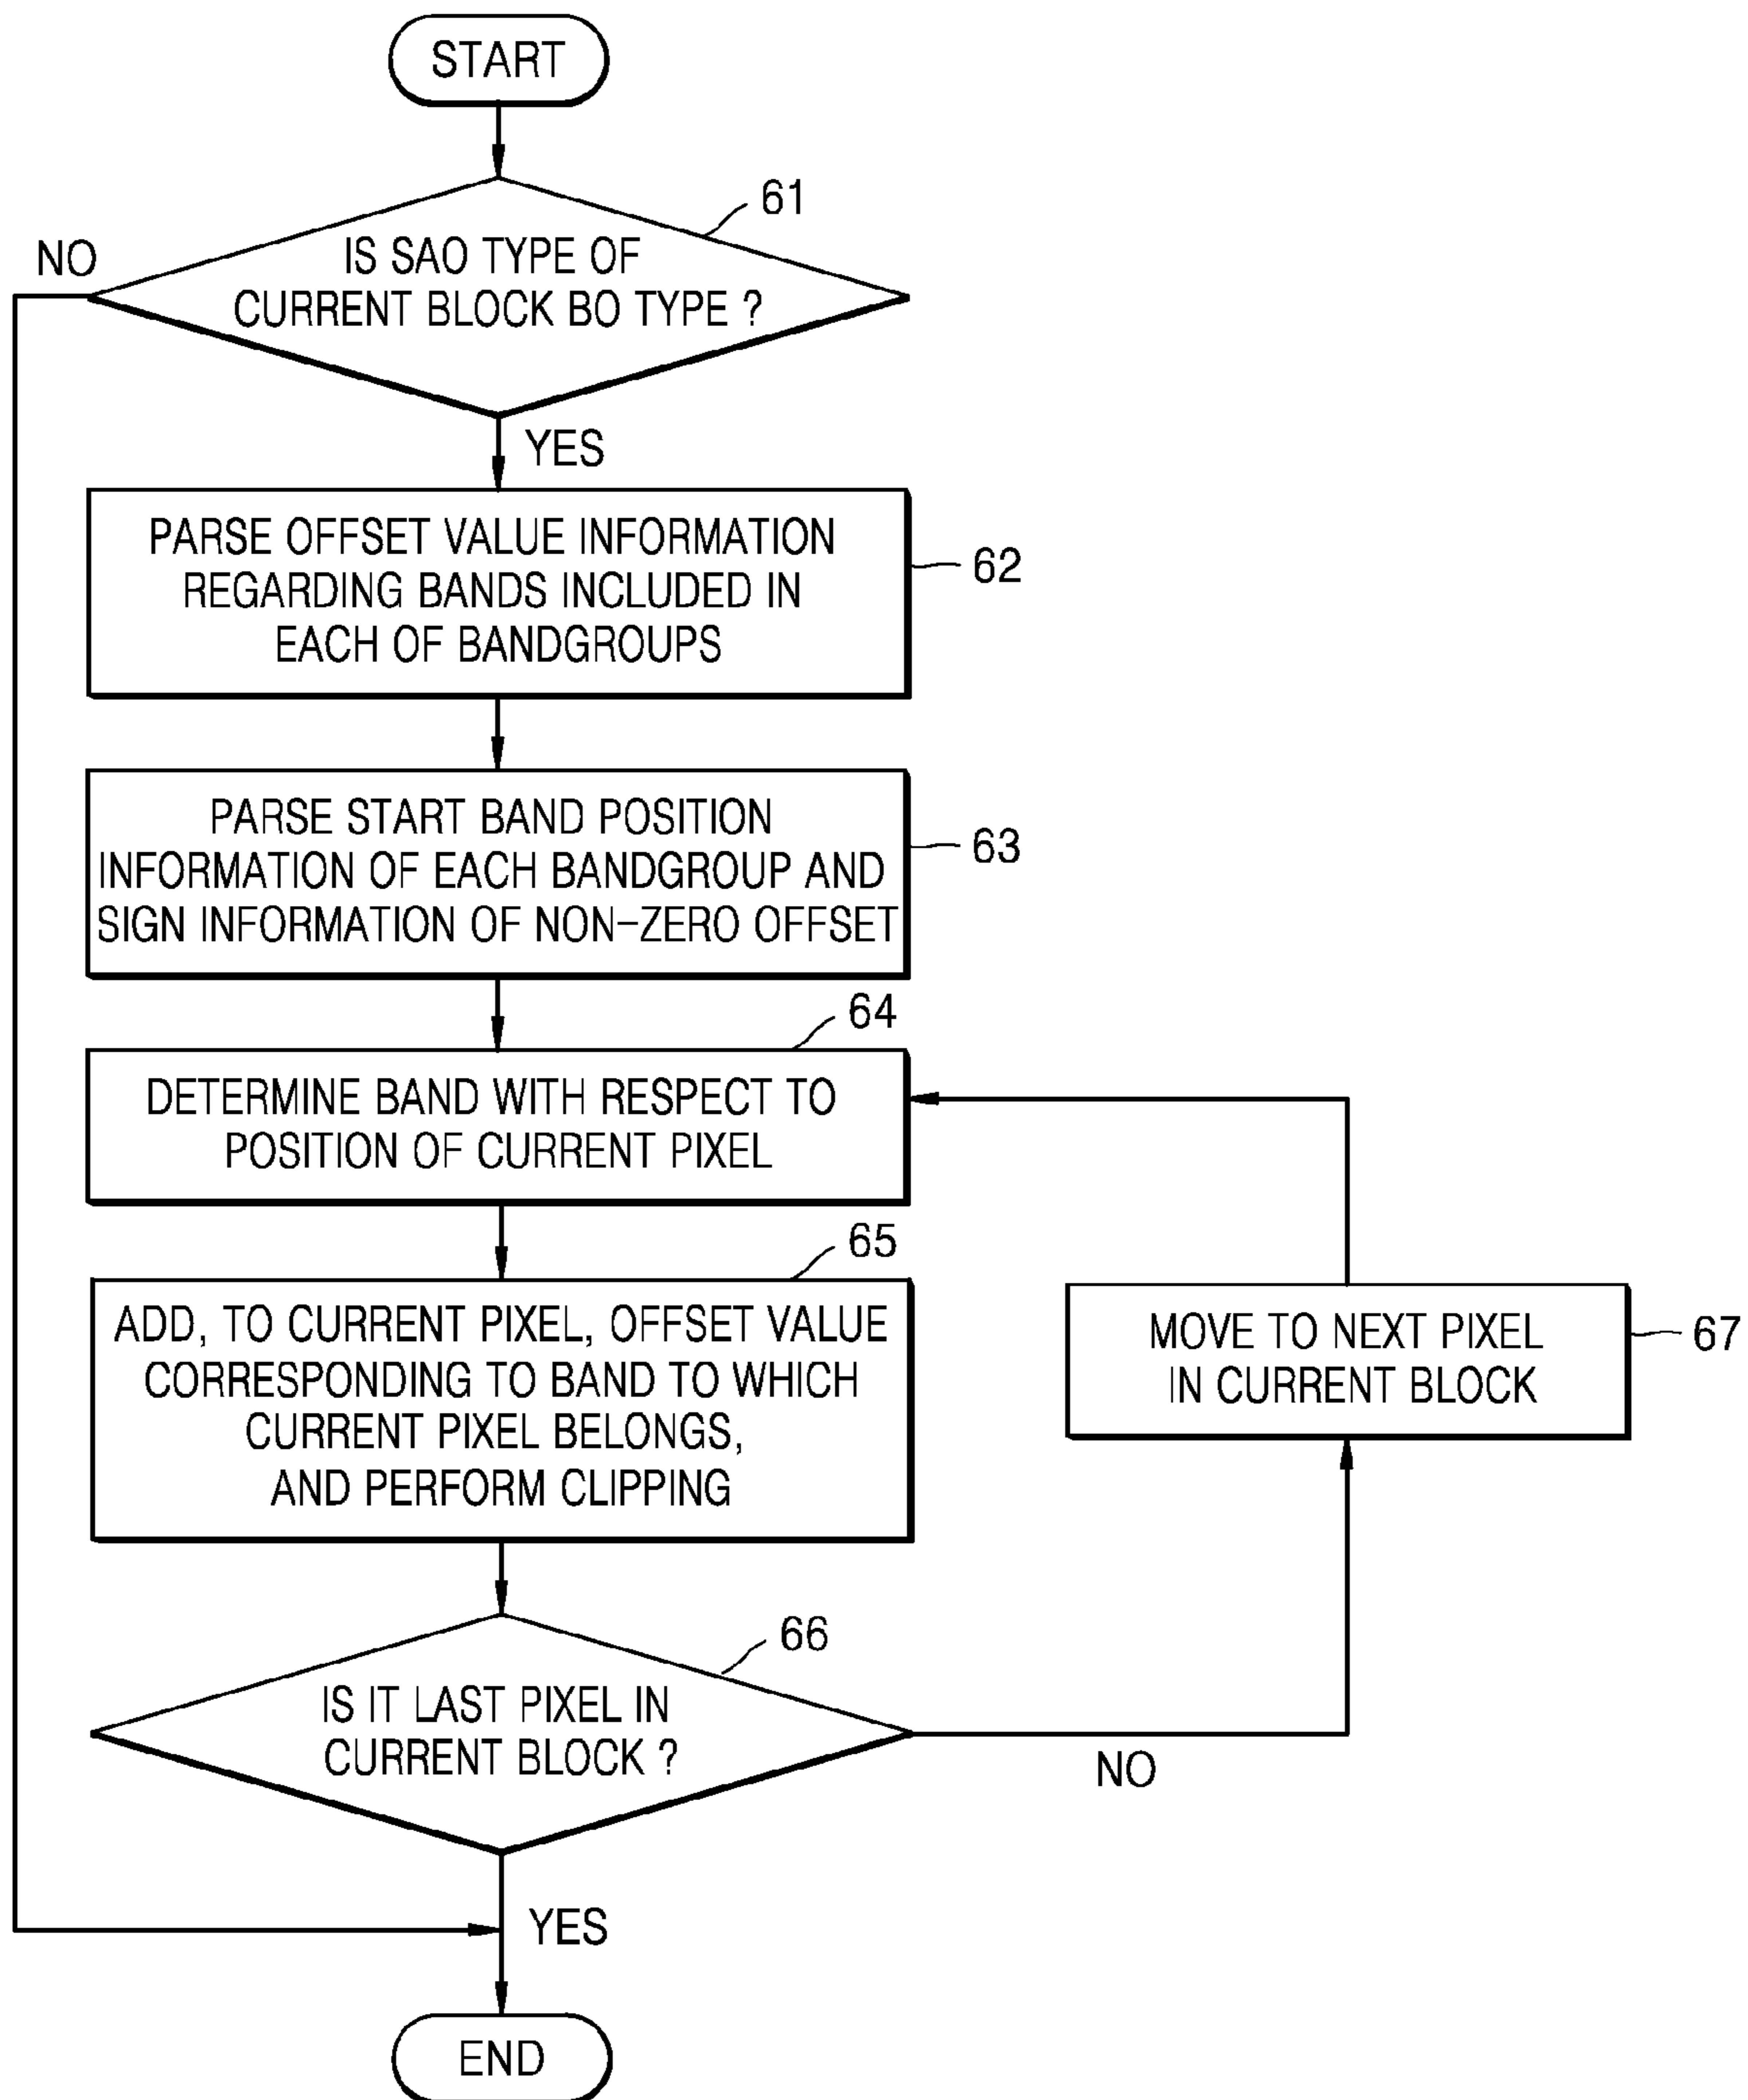 START
61
NO
IS SAO TYPE OF
CURRENT BLOCK BO TYPE ?
YES
PARSE OFFSET VALUE INFORMATION
REGARDING BANDS INCLUDED IN
EACH OF BANDGROUPS
62
PARSE START BAND POSITION
INFORMATION OF EACH BANDGROUP AND
SIGN INFORMATION OF NON-ZERO OFFSET
63
64
DETERMINE BAND WITH RESPECT TO
POSITION OF CURRENT PIXEL
65
ADD, TO CURRENT PIXEL, OFFSET VALUE
CORRESPONDING TO BAND TO WHICH
CURRENT PIXEL BELONGS,
AND PERFORM CLIPPING
MOVE TO NEXT PIXEL
IN CURRENT BLOCK
67
66
IS IT LAST PIXEL IN
CURRENT BLOCK ?
NO
YES
END